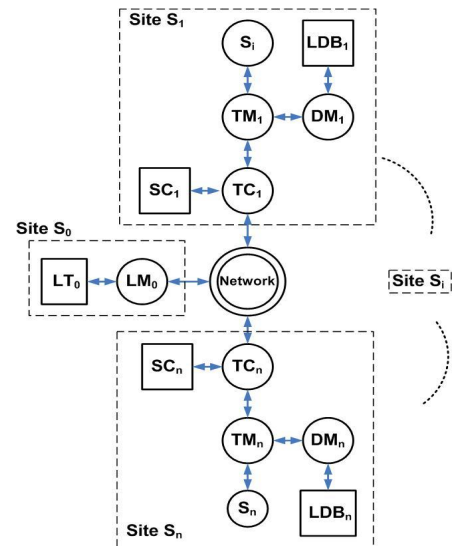 Site S1
Si
LDB1
TM1
DM1
SC1
TC1
Site S0
LT0
LM0
Network
Site Si
SCn
TCn
TMn
DMn
Sn
LDBn
Site Sn